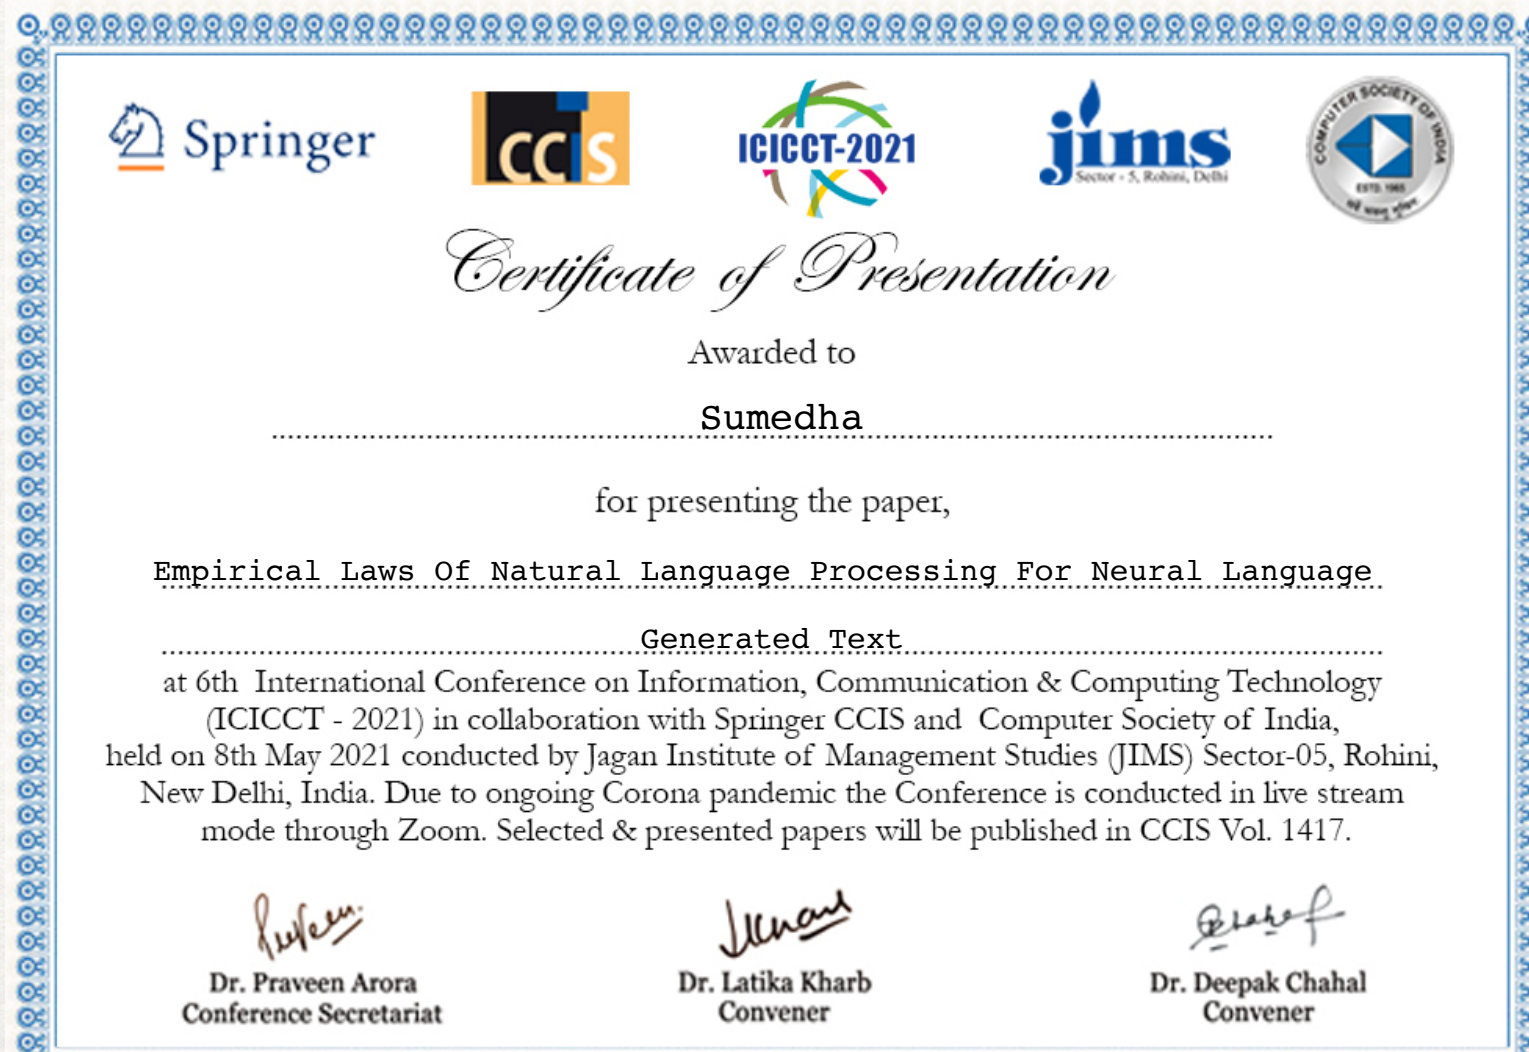 Springer
CCIS
ICICCT-2021
jims
Sector - 5, Rohini, Delhi
COMPUTER SOCIETY OF INDIA
ESTD. 1965
Certificate of Presentation
Awarded to
Sumedha
for presenting the paper,
Empirical Laws Of Natural Language Processing For Neural Language
Generated Text
at 6th International Conference on Information, Communication & Computing Technology
(ICICCT - 2021) in collaboration with Springer CCIS and Computer Society of India,
held on 8th May 2021 conducted by Jagan Institute of Management Studies (JIMS) Sector-05, Rohini,
New Delhi, India. Due to ongoing Corona pandemic the Conference is conducted in live stream
mode through Zoom. Selected & presented papers will be published in CCIS Vol. 1417.
Dr. Praveen Arora
Conference Secretariat
Dr. Latika Kharb
Convener
Dr. Deepak Chahal
Convener